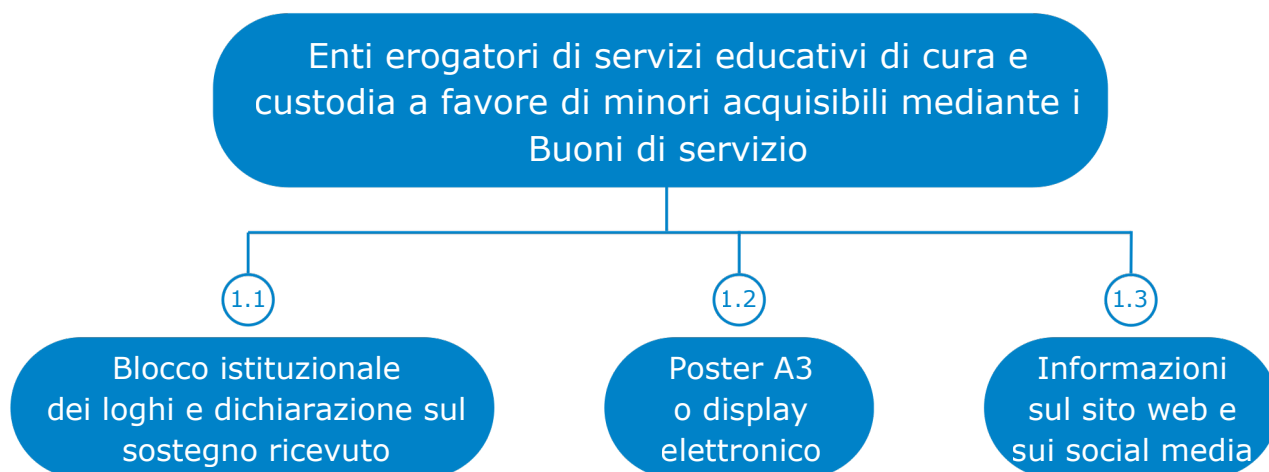 Enti erogatori di servizi educativi di cura e
custodia a favore di minori acquisibili mediante i
Buoni di servizio
1.1
Blocco istituzionale
dei loghi e dichiarazione sul
sostegno ricevuto
1.2
Poster A3
o display
elettronico
1.3
Informazioni
sul sito web e
sui social media